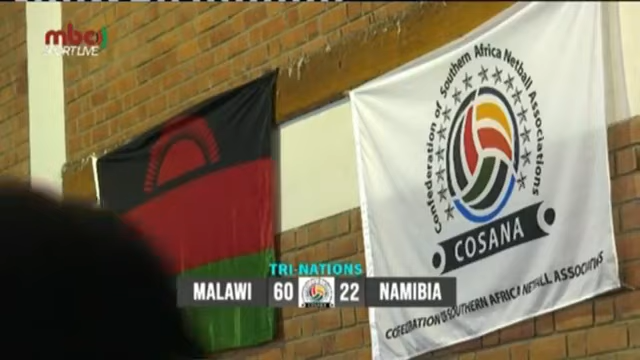 mbc
SPORT LIVE
Confederation of Southern Africa Netball Associations
COSANA
CONFEDERATION OF SOUTHERN AFRICA NETBALL ASSOCIATIONS
TRI-NATIONS
MALAWI 60 22 NAMIBIA